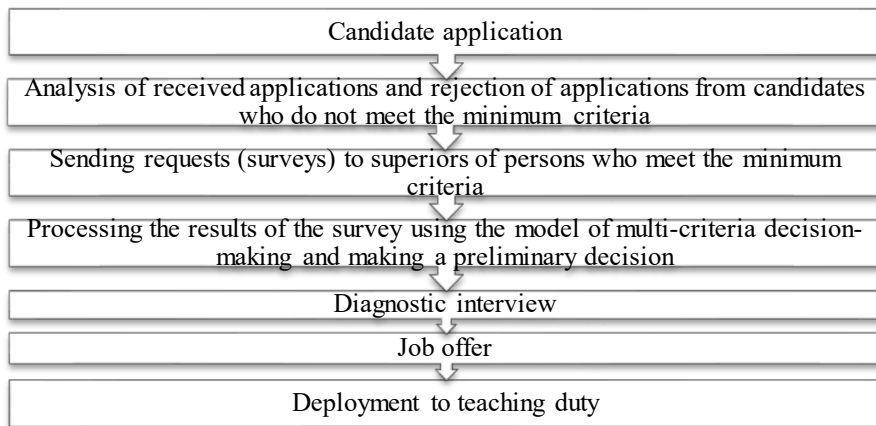 Candidate application
Analysis of received applications and rejection of applications from candidates
who do not meet the minimum criteria
Sending requests (surveys) to superiors of persons who meet the minimum
criteria
Processing the results of the survey using the model of multi-criteria decision-
making and making a preliminary decision
Diagnostic interview
Job offer
Deployment to teaching duty